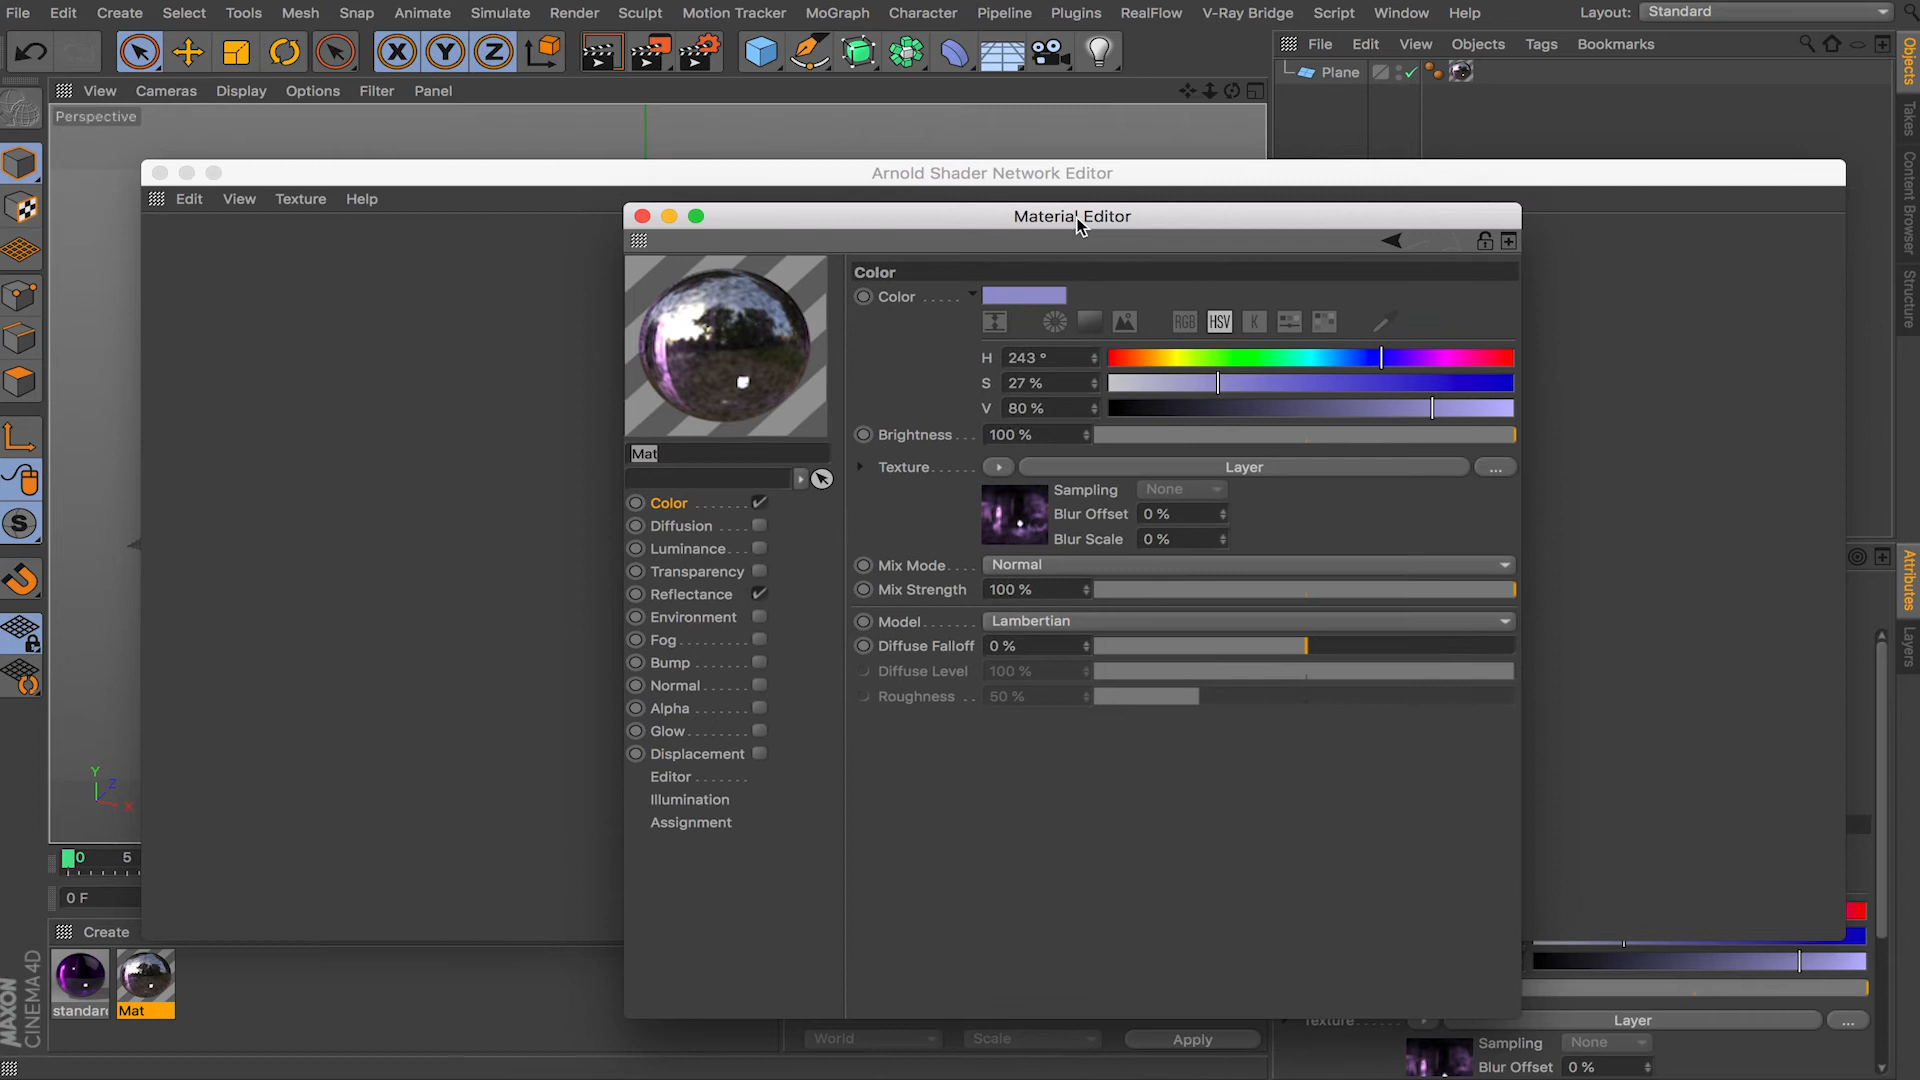 File Edit Create Select Tools Mesh Snap Animate Simulate Render Sculpt Motion Tracker MoGraph Character Pipeline Plugins RealFlow V-Ray Bridge Script Window Help Layout: Standard
X Y Z
File Edit View Objects Tags Bookmarks
Plane
View Cameras Display Options Filter Panel
Perspective
Objects
Takes
Content Browser
Structure
Attributes
Layers
Arnold Shader Network Editor
Edit View Texture Help
Material Editor
Color
Color
RGB HSV K
H 243 °
S 27 %
V 80 %
Brightness 100 %
Texture Layer ...
Sampling None
Blur Offset 0 %
Blur Scale 0 %
Mix Mode Normal
Mix Strength 100 %
Model Lambertian
Diffuse Falloff 0 %
Diffuse Level 100 %
Roughness 50 %
Mat
Color
Diffusion
Luminance
Transparency
Reflectance
Environment
Fog
Bump
Normal
Alpha
Glow
Displacement
Editor
Illumination
Assignment
Y
Z
X
0 5
0 F
Create
standard
Mat
World Scale Apply
Texture Layer ...
Sampling None
Blur Offset 0 %
MAXON
CINEMA 4D